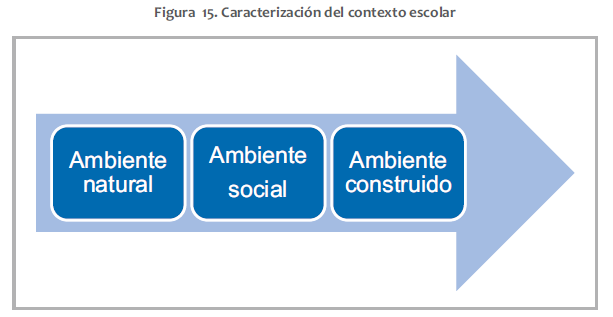 Figura 15. Caracterización del contexto escolar
Ambiente
natural
Ambiente
social
Ambiente
construido